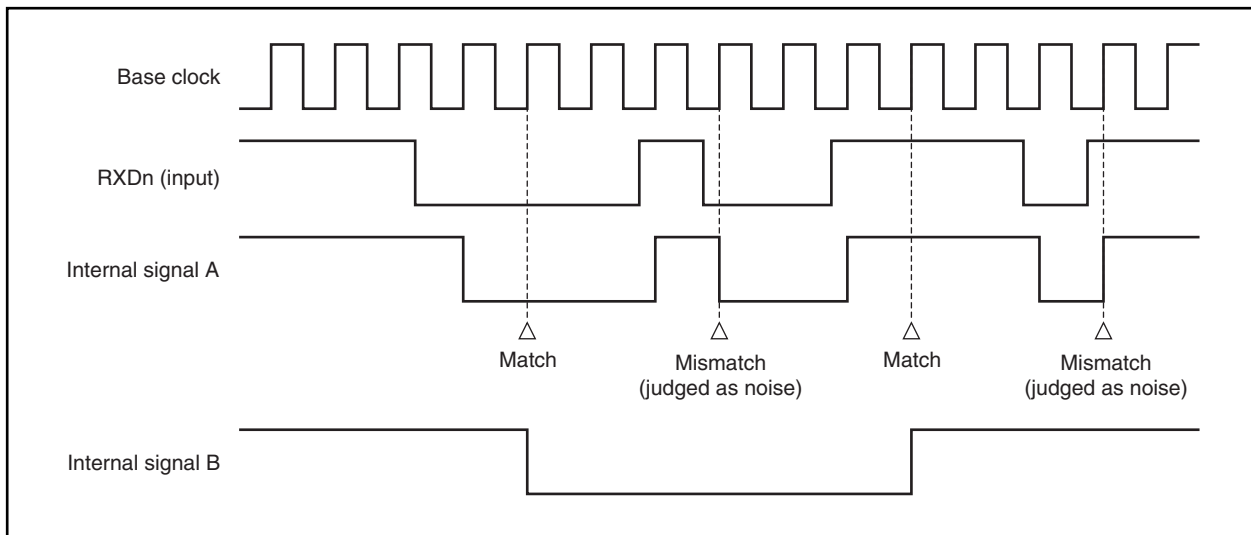 Base clock
RXDn (input)
Internal signal A
Match
Mismatch
(judged as noise)
Match
Mismatch
(judged as noise)
Internal signal B